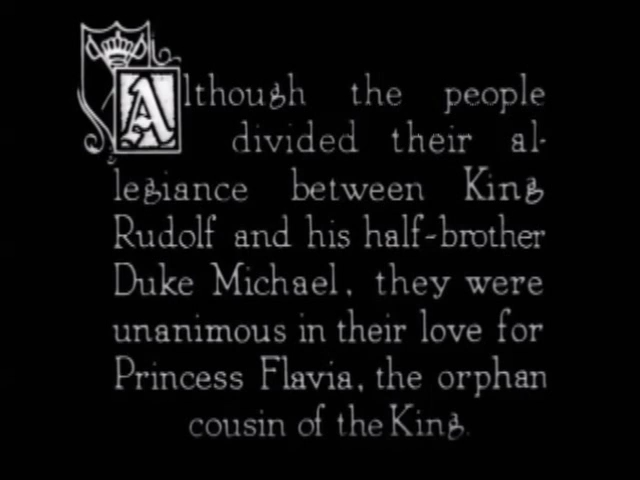 Although the people
divided their al-
legiance between King
Rudolf and his half-brother
Duke Michael, they were
unanimous in their love for
Princess Flavia, the orphan
cousin of the King.